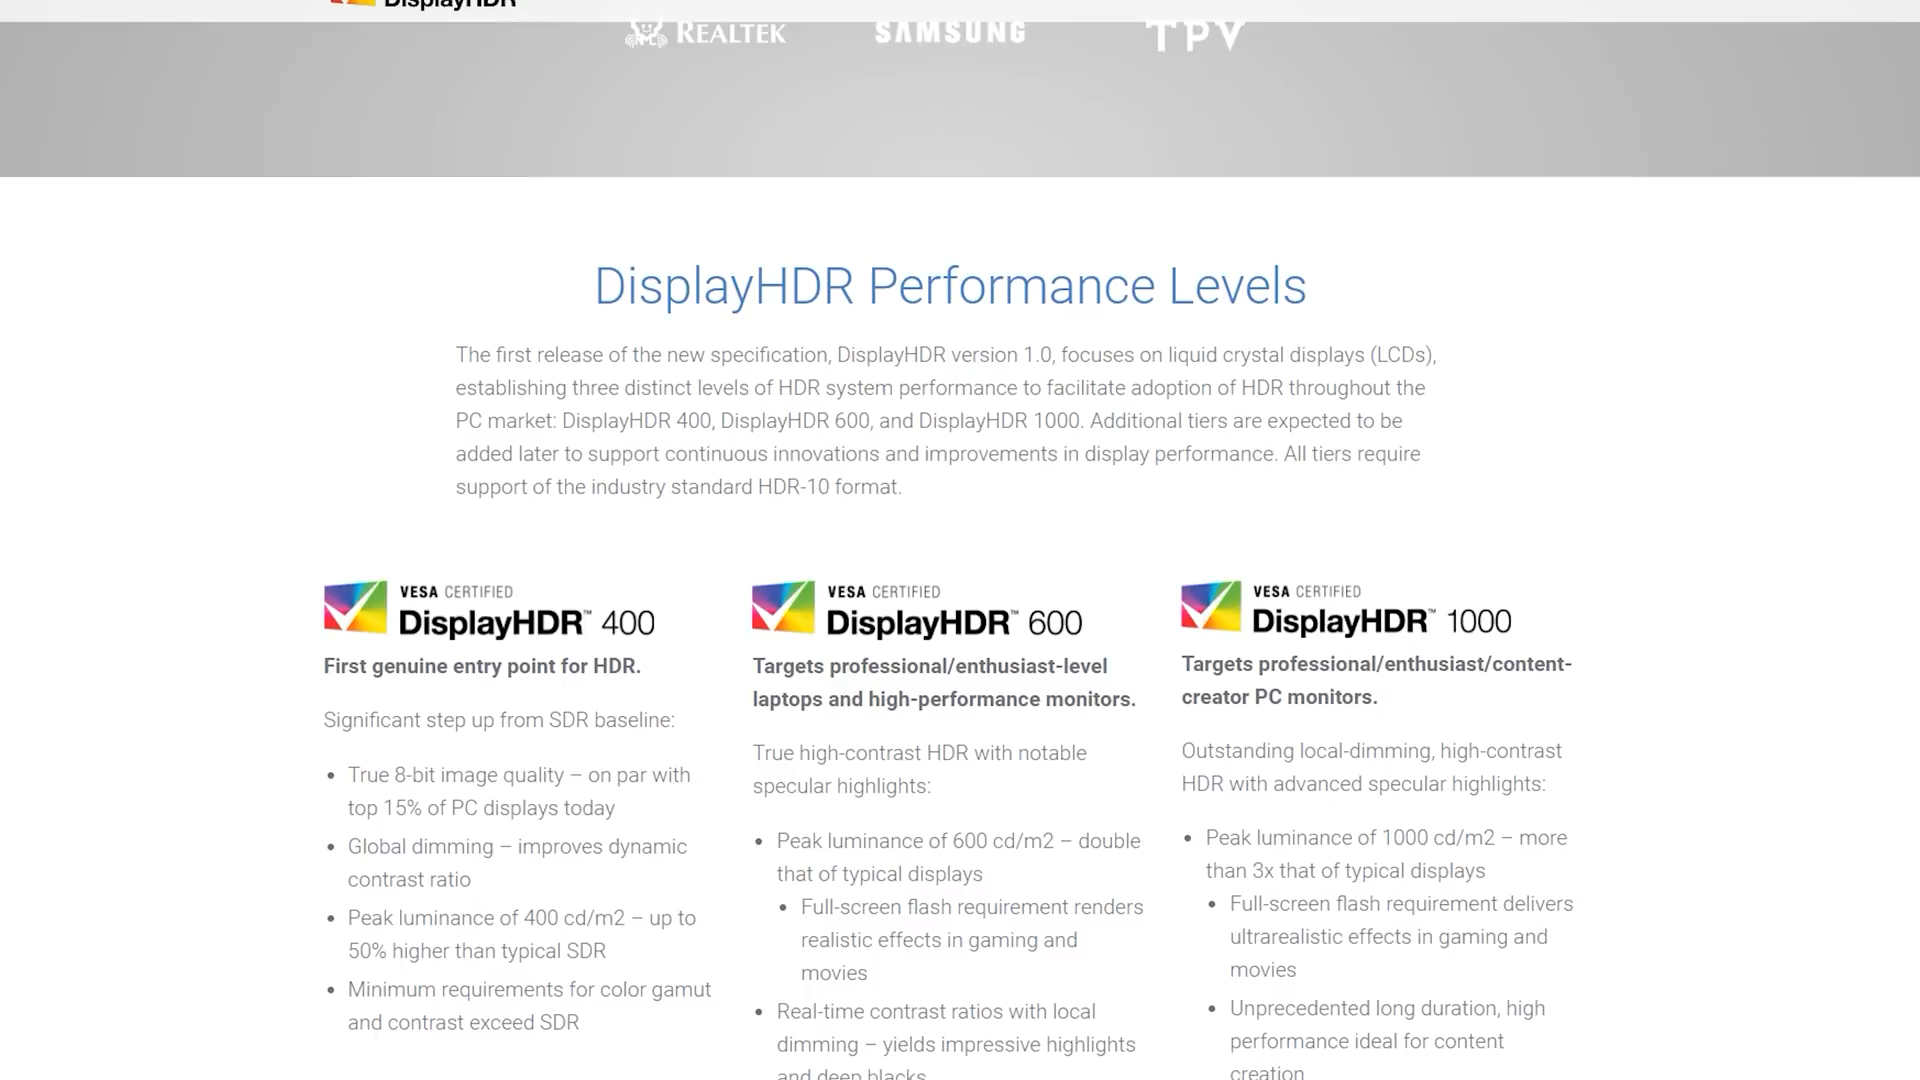 DisplayHDR
REALTEK
SAMSUNG
TPV
DisplayHDR Performance Levels
The first release of the new specification, DisplayHDR version 1.0, focuses on liquid crystal displays (LCDs),
establishing three distinct levels of HDR system performance to facilitate adoption of HDR throughout the
PC market: DisplayHDR 400, DisplayHDR 600, and DisplayHDR 1000. Additional tiers are expected to be
added later to support continuous innovations and improvements in display performance. All tiers require
support of the industry standard HDR-10 format.
VESA CERTIFIED
DisplayHDR™ 400
First genuine entry point for HDR.
Significant step up from SDR baseline:
• True 8-bit image quality – on par with
top 15% of PC displays today
• Global dimming – improves dynamic
contrast ratio
• Peak luminance of 400 cd/m2 – up to
50% higher than typical SDR
• Minimum requirements for color gamut
and contrast exceed SDR
VESA CERTIFIED
DisplayHDR™ 600
Targets professional/enthusiast-level
laptops and high-performance monitors.
True high-contrast HDR with notable
specular highlights:
• Peak luminance of 600 cd/m2 – double
that of typical displays
• Full-screen flash requirement renders
realistic effects in gaming and
movies
• Real-time contrast ratios with local
dimming – yields impressive highlights
and deep blacks
VESA CERTIFIED
DisplayHDR™ 1000
Targets professional/enthusiast/content-
creator PC monitors.
Outstanding local-dimming, high-contrast
HDR with advanced specular highlights:
• Peak luminance of 1000 cd/m2 – more
than 3x that of typical displays
• Full-screen flash requirement delivers
ultrarealistic effects in gaming and
movies
• Unprecedented long duration, high
performance ideal for content
creation